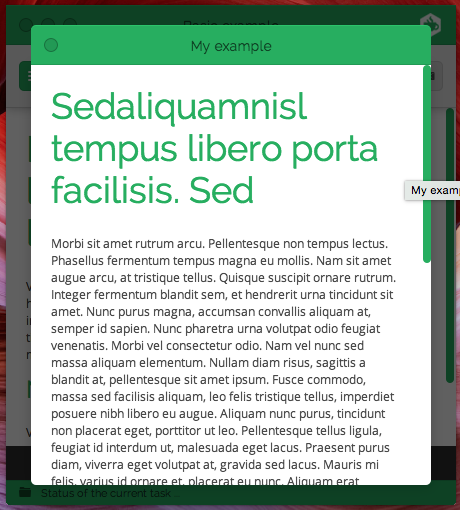 Basic example
My example
Sedaliquamnisl
tempus libero porta
facilisis. Sed
My examp
Morbi sit amet rutrum arcu. Pellentesque non tempus lectus.
Phasellus fermentum tempus magna eu mollis. Nam sit amet
augue arcu, at tristique tellus. Quisque suscipit ornare rutrum.
Integer fermentum blandit sem, et hendrerit urna tincidunt sit
amet. Nunc purus magna, accumsan convallis aliquam at,
semper id sapien. Nunc pharetra urna volutpat odio feugiat
venenatis. Morbi vel consectetur odio. Nam vel nunc sed
massa aliquam elementum. Nullam diam risus, sagittis a
blandit at, pellentesque sit amet ipsum. Fusce commodo,
massa sed facilisis aliquam, leo felis tristique tellus, imperdiet
posuere nibh libero eu augue. Aliquam nunc purus, tincidunt
non placerat eget, porttitor ut leo. Pellentesque tellus ligula,
feugiat id interdum ut, malesuada eget lacus. Praesent purus
diam, viverra eget volutpat at, gravida sed lacus. Mauris mi
felis, varius id ornare et, placerat eu nunc. Aliquam erat
Status of the current task...